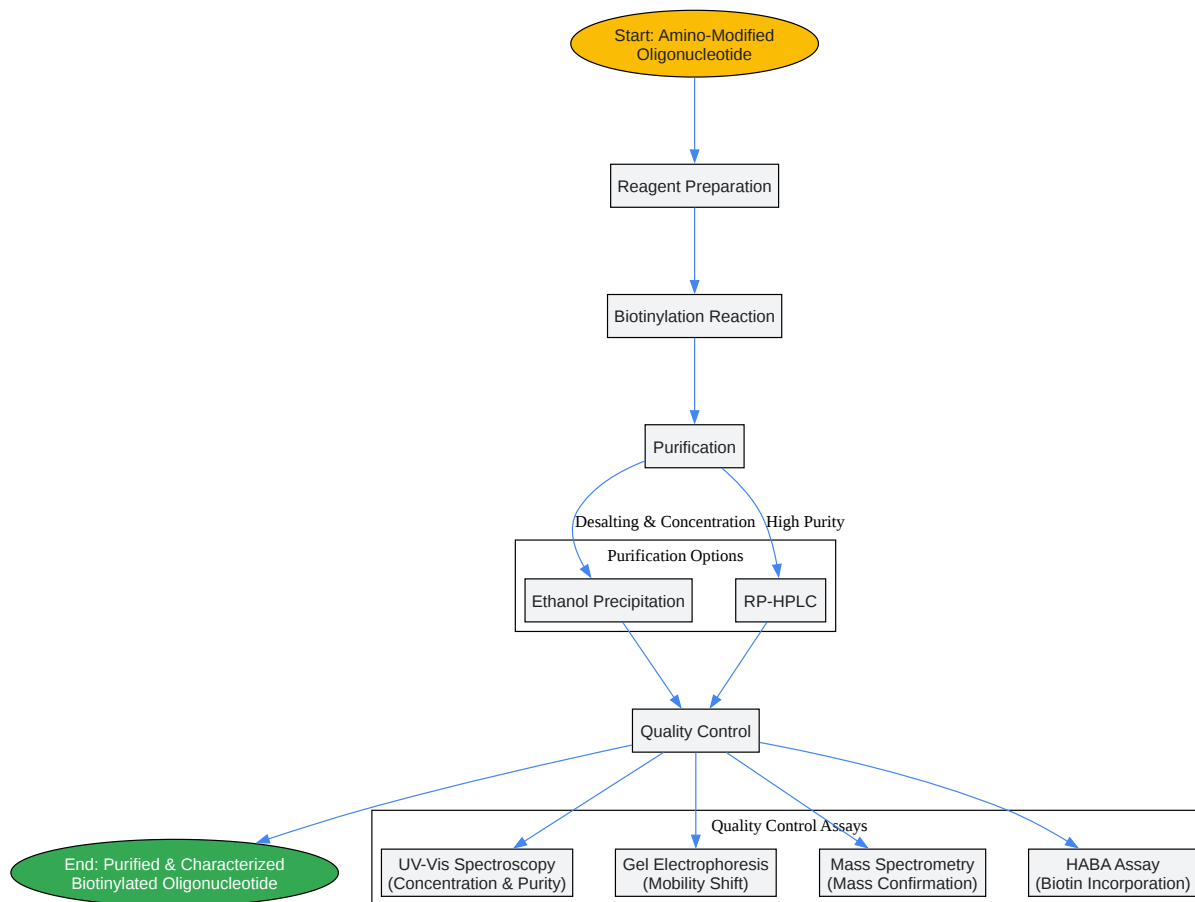 Start: Amino-Modified
Oligonucleotide
Reagent Preparation
Biotinylation Reaction
Purification
Desalting & Concentration
High Purity
Purification Options
Ethanol Precipitation
RP-HPLC
Quality Control
Quality Control Assays
End: Purified & Characterized
Biotinylated Oligonucleotide
UV-Vis Spectroscopy
(Concentration & Purity)
Gel Electrophoresis
(Mobility Shift)
Mass Spectrometry
(Mass Confirmation)
HABA Assay
(Biotin Incorporation)